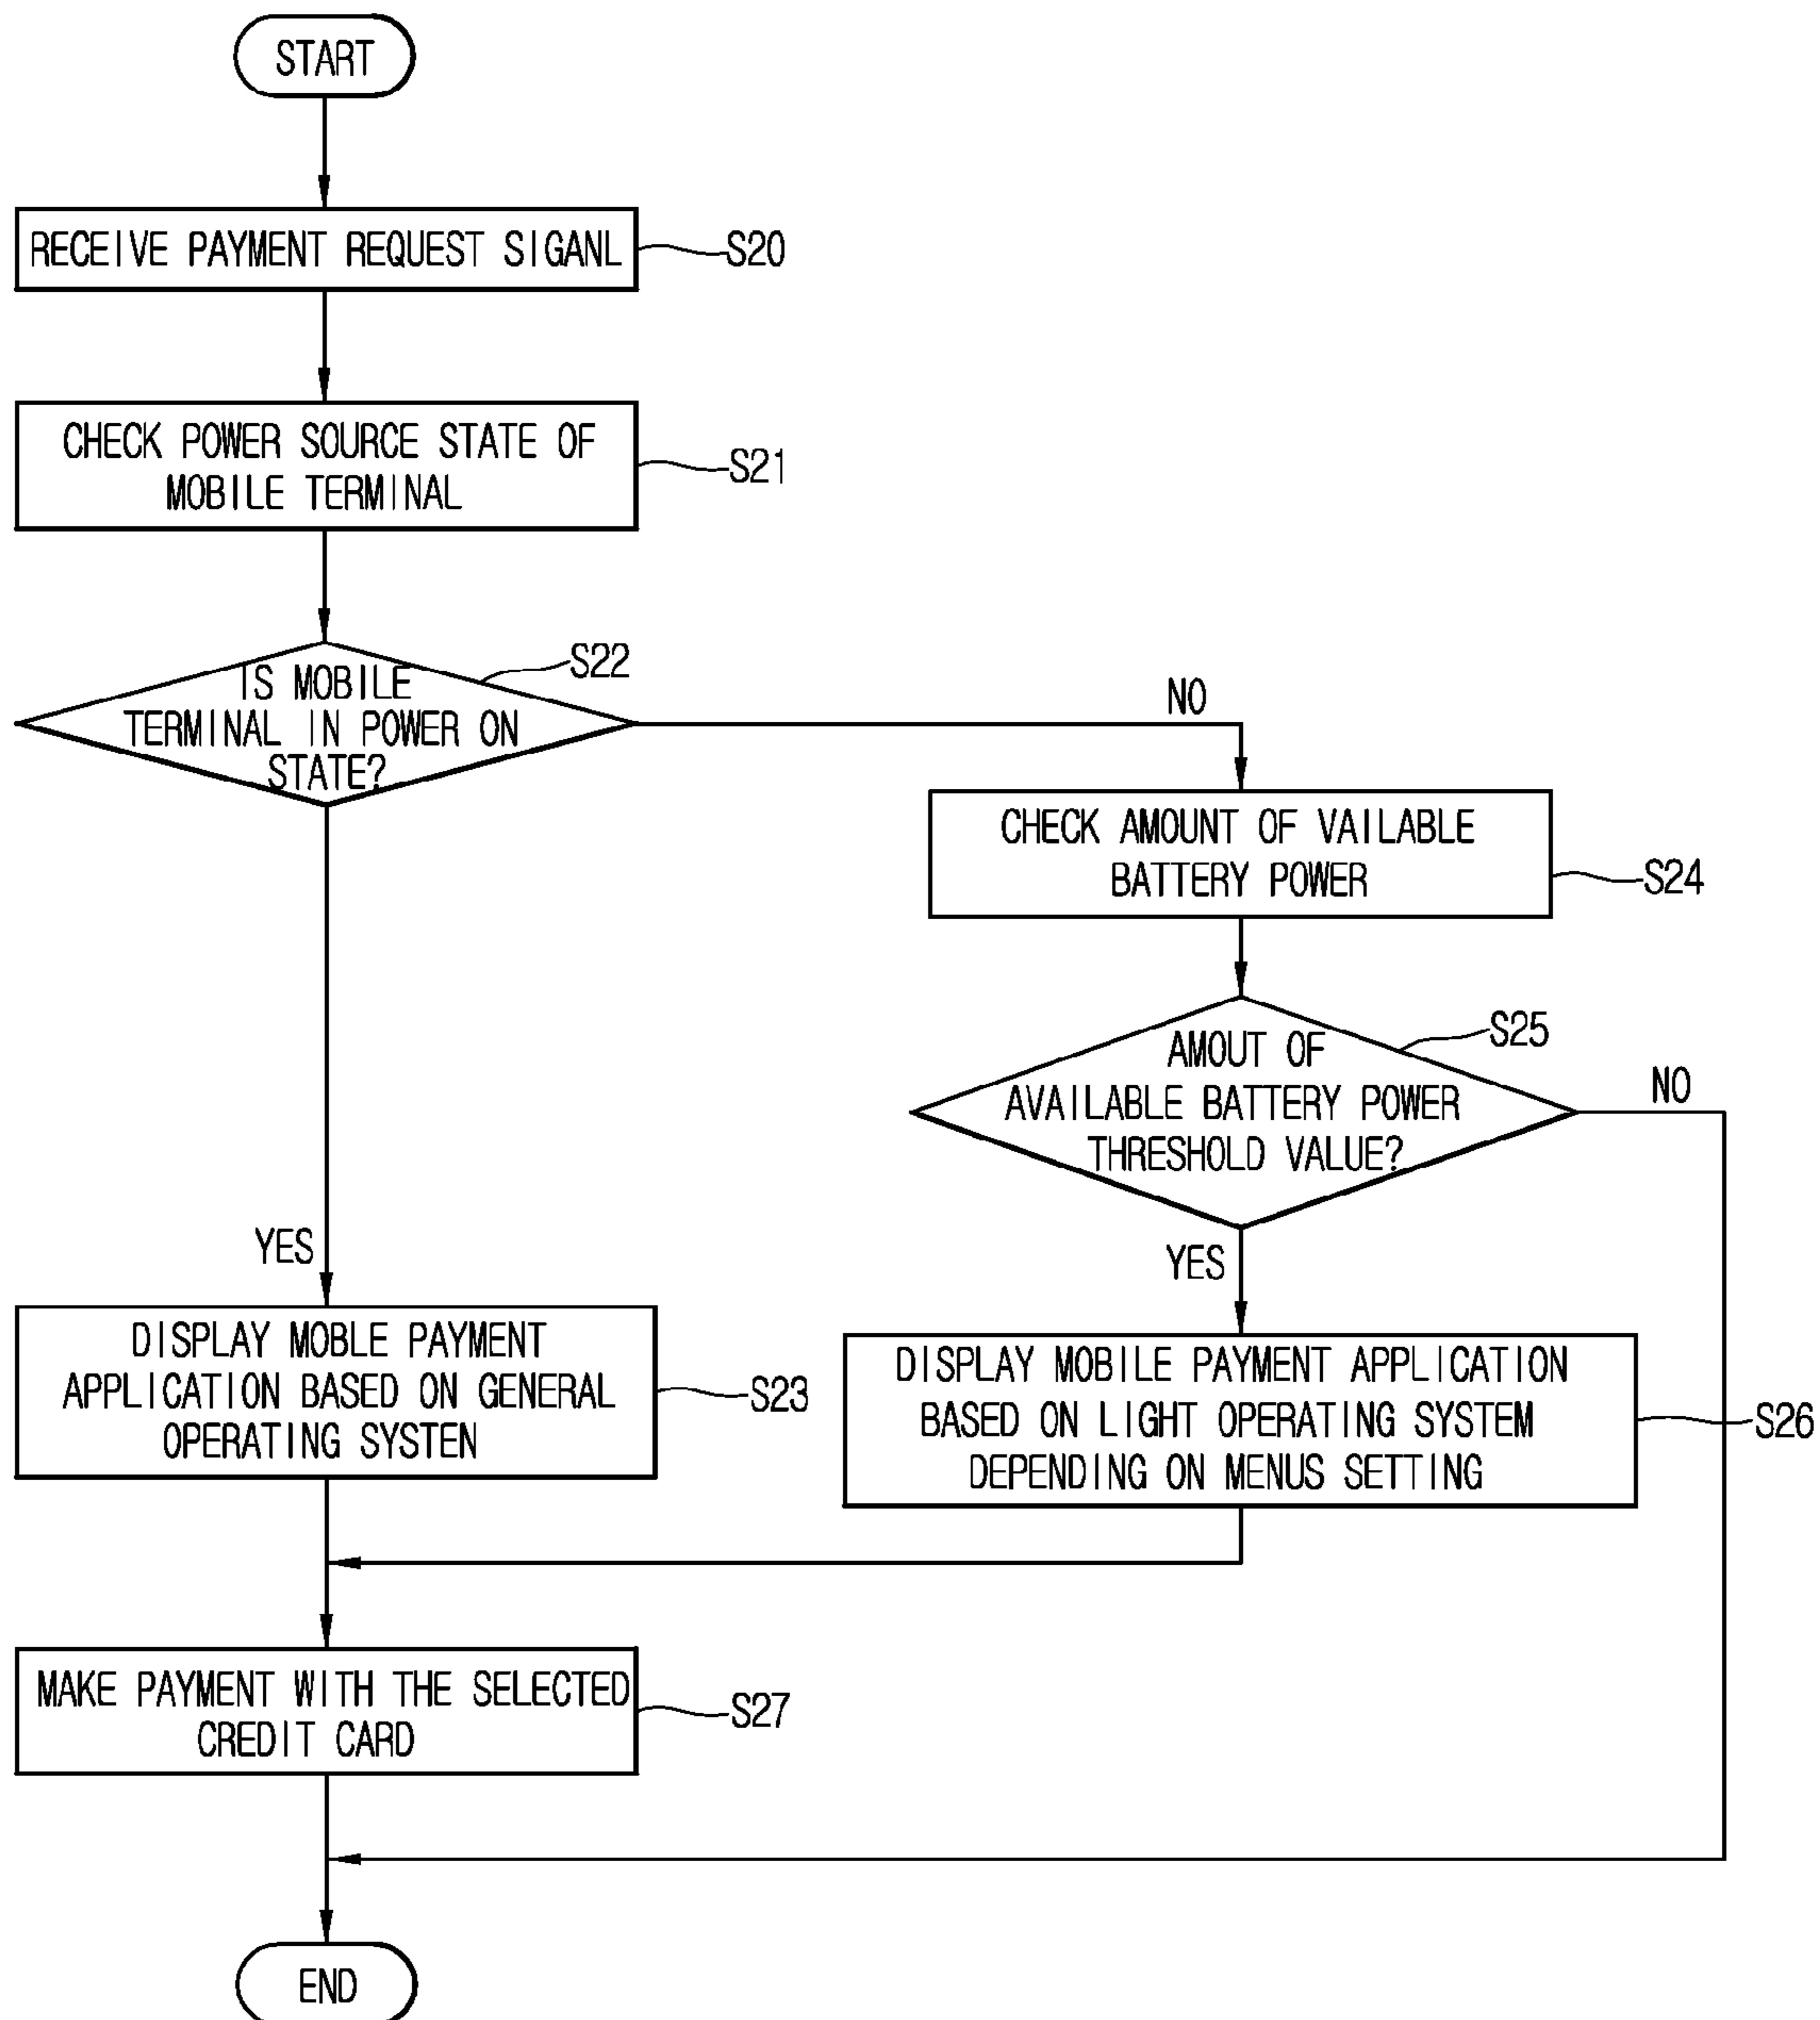 START
RECEIVE PAYMENT REQUEST SIGANL
S20
CHECK POWER SOURCE STATE OF
MOBILE TERMINAL
S21
S22
IS MOBILE
TERMINAL IN POWER ON
STATE?
NO
CHECK AMOUNT OF VAILABLE
BATTERY POWER
S24
S25
AMOUT OF
AVAILABLE BATTERY POWER
THRESHOLD VALUE?
NO
YES
YES
DISPLAY MOBLE PAYMENT
APPLICATION BASED ON GENERAL
OPERATING SYSTEN
S23
DISPLAY MOBILE PAYMENT APPLICATION
BASED ON LIGHT OPERATING SYSTEM
DEPENDING ON MENUS SETTING
S26
MAKE PAYMENT WITH THE SELECTED
CREDIT CARD
S27
END